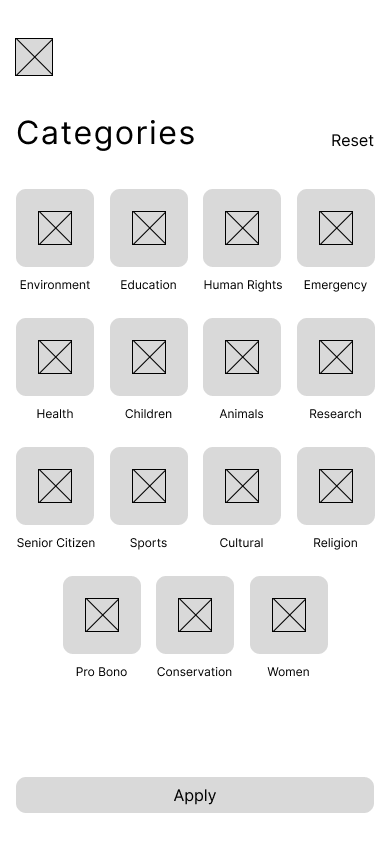 Categories
Reset
Environment
Education
Human Rights
Emergency
Health
Children
Animals
Research
Senior Citizen
Sports
Cultural
Religion
Pro Bono
Conservation
Women
Apply